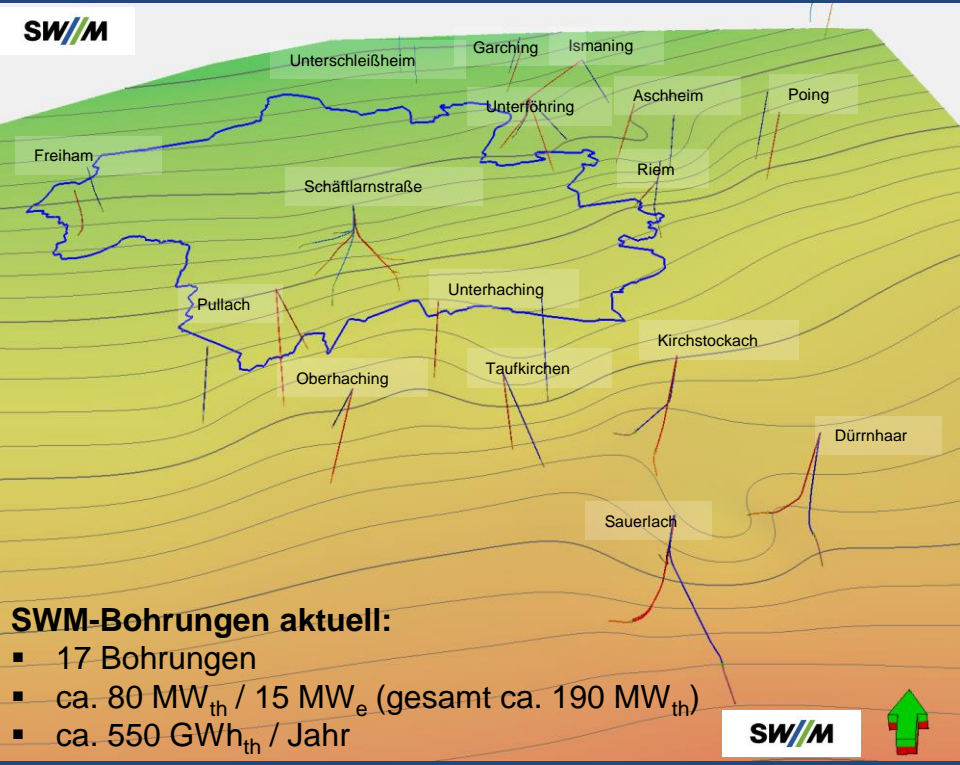 SW//M
Garching
Ismaning
Unterschleißheim
Unterföhring
Aschheim
Poing
Freiham
Riem
Schäftlarnstraße
Unterhaching
Pullach
Kirchstockach
Taufkirchen
Oberhaching
Dürrnhaar
Sauerlach
SWM-Bohrungen aktuell:
▪ 17 Bohrungen
▪ ca. 80 MWth / 15 MWe (gesamt ca. 190 MWth)
▪ ca. 550 GWhth / Jahr
SW//M